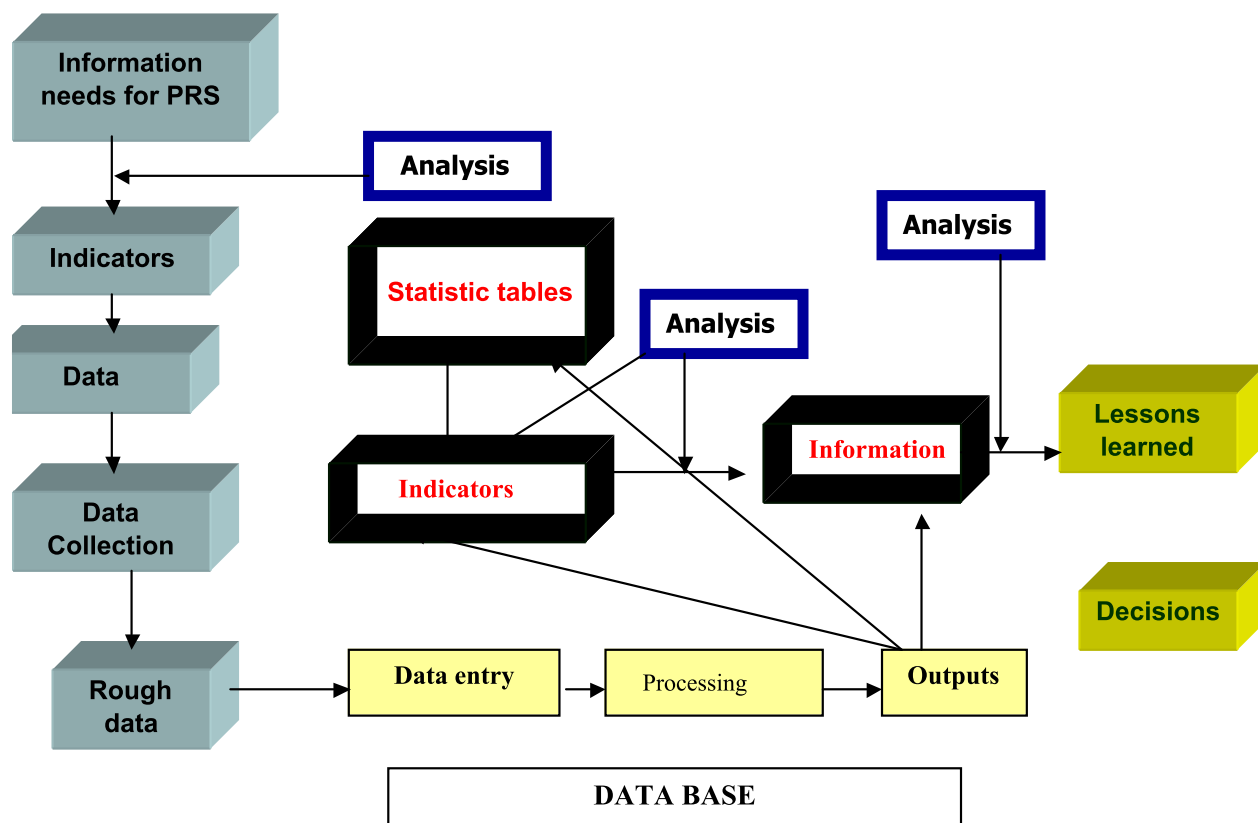 Information
needs for PRS
Analysis
Analysis
Indicators
Statistic tables
Analysis
Data
Lessons
learned
Information
Indicators
Data
Collection
Decisions
Data entry
Processing
Outputs
Rough
data
DATA BASE